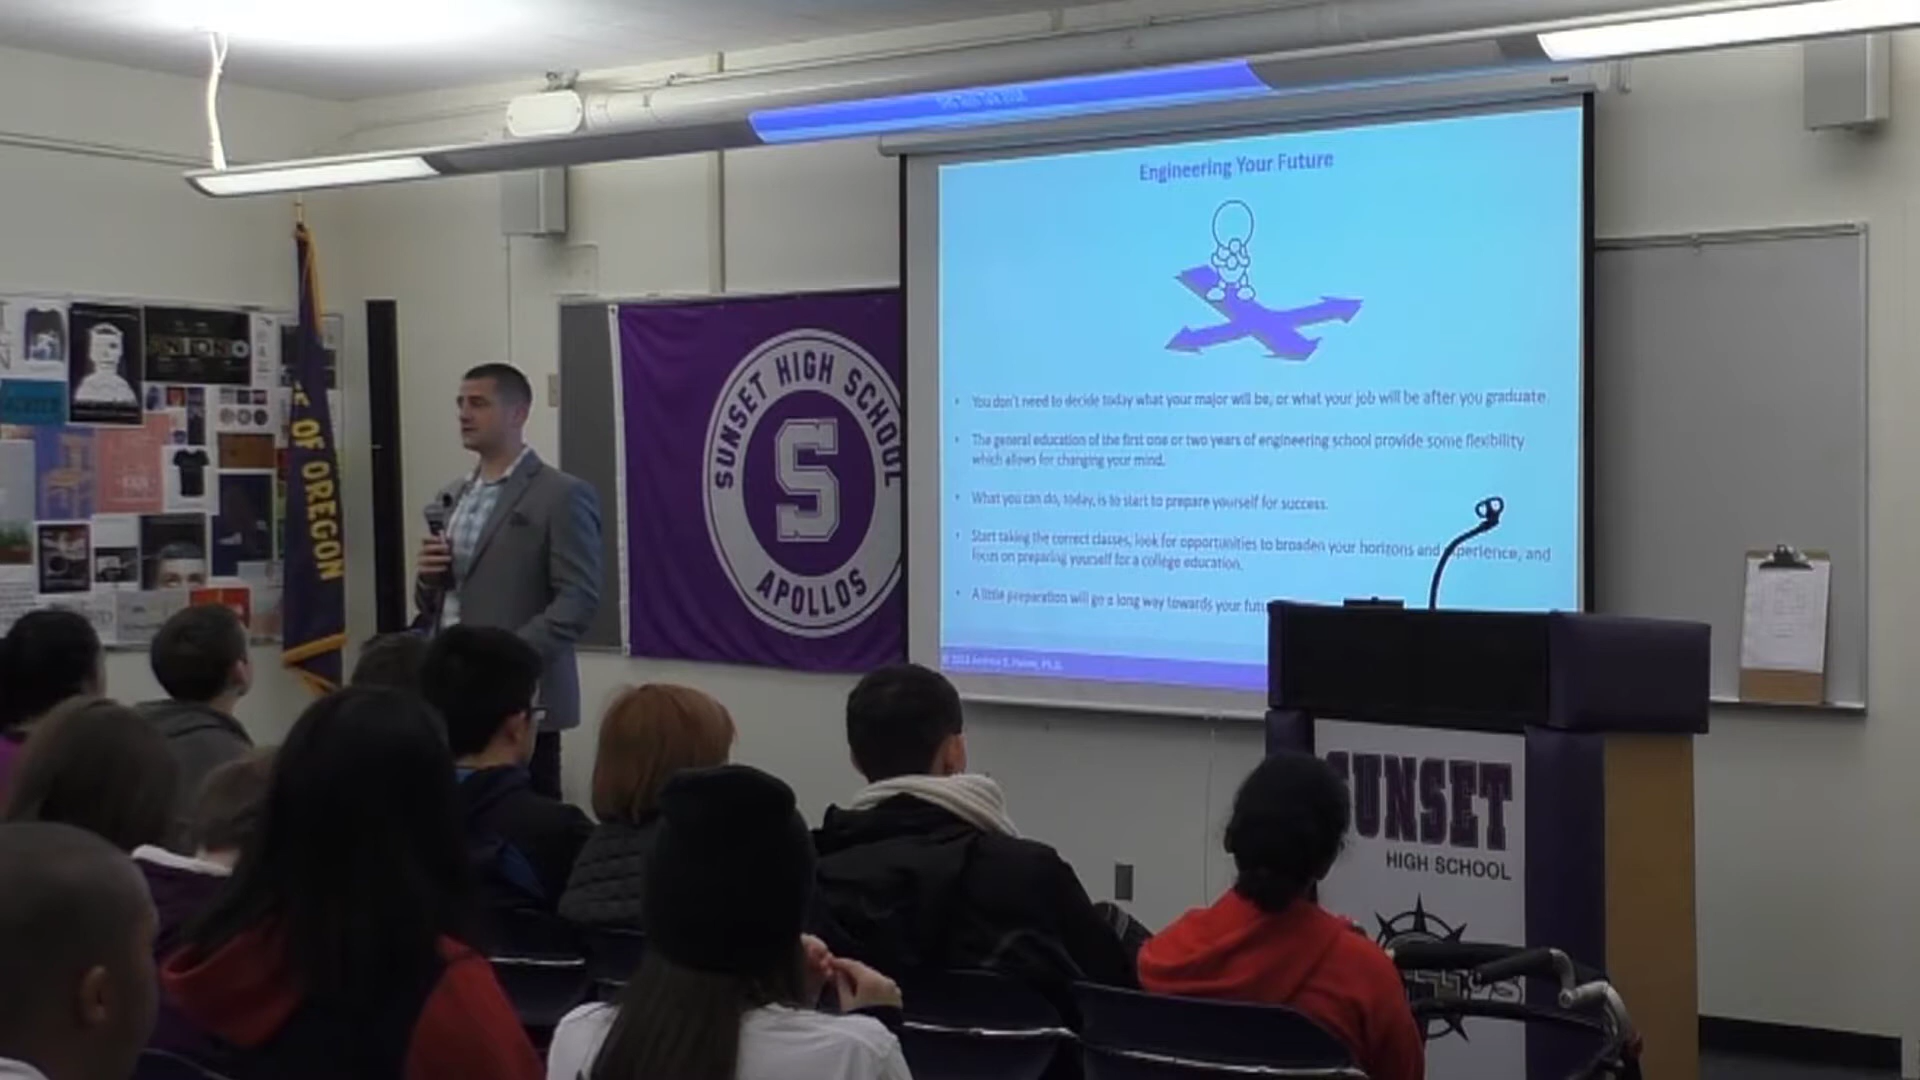 Engineering Your Future
You don't need to decide today what your major will be, or what your job will be after you graduate
The general education of the first one or two years of engineering school provide some flexibility
which allows for changing your mind.
What you can do, today, is to start to prepare yourself for success.
Start taking the correct classes, look for opportunities to broaden your horizons and experience, and
focus on preparing yourself for a college education.
A little preparation will go a long way towards your
SUNSET HIGH SCHOOL
S
APOLLOS
OF OREGON
SUNSET
HIGH SCHOOL